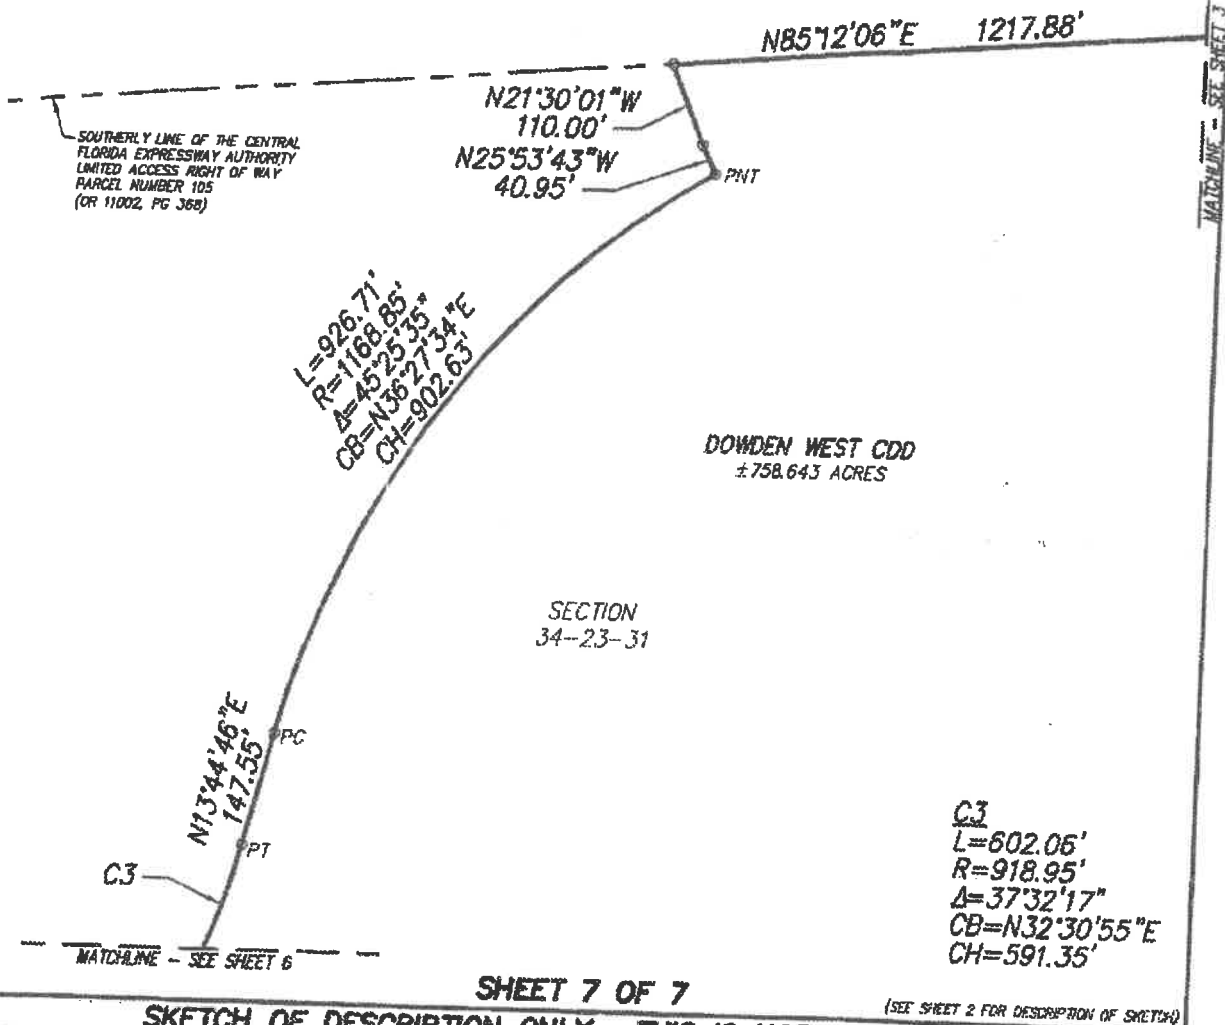 N85°12'06"E 1217.88'
MATCHLINE - SEE SHEET 3
N21°30'01"W
110.00'
N25°53'43"W
40.95'
PNT
SOUTHERLY LINE OF THE CENTRAL
FLORIDA EXPRESSWAY AUTHORITY
LIMITED ACCESS RIGHT OF WAY
PARCEL NUMBER 105
(OR 11002, PG 368)
L=926.71'
R=1168.85'
Δ=45°25'35"
CB=N36°27'34"E
CH=902.63'
DOWDEN WEST CDD
±758.643 ACRES
SECTION
34-23-31
N13°44'46"E
147.55'
PC
PT
C3
C3
L=602.06'
R=918.95'
Δ=37°32'17"
CB=N32°30'55"E
CH=591.35'
MATCHLINE - SEE SHEET 6
SHEET 7 OF 7
(SEE SHEET 2 FOR DESCRIPTION OF SKETCH)
SKETCH OF DESCRIPTION ONLY